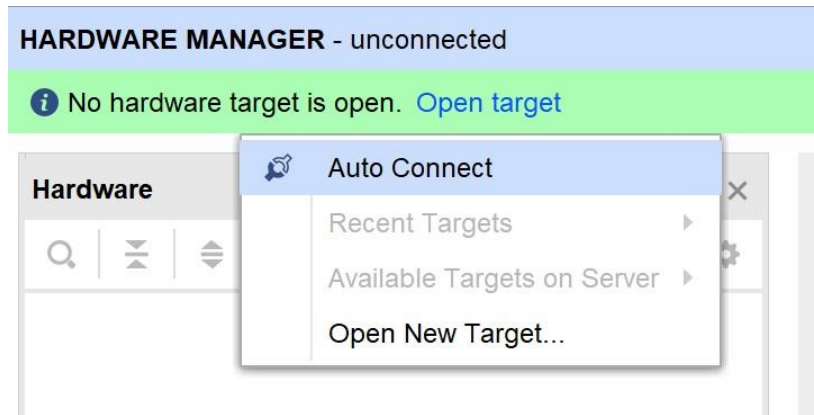 HARDWARE MANAGER - unconnected
No hardware target is open. Open target
Auto Connect
Hardware
Recent Targets
Available Targets on Server
Open New Target...